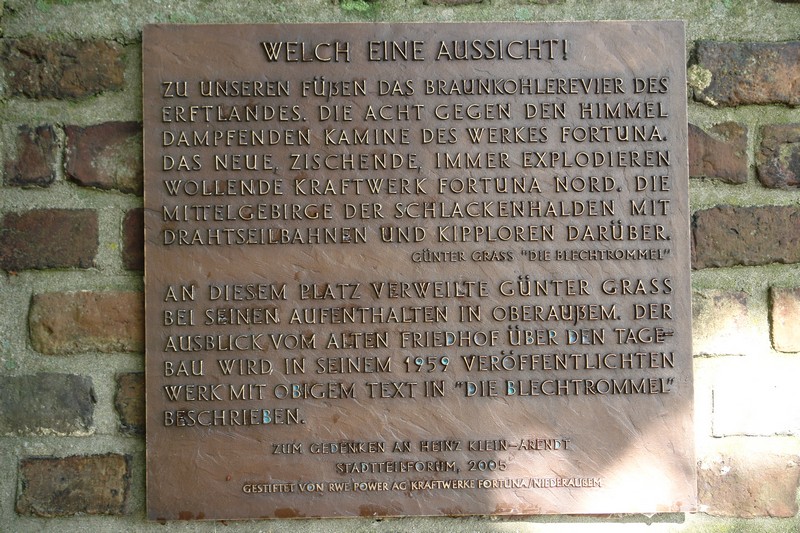 WELCH EINE AUSSICHT!
ZU UNSEREN FÜßEN DAS BRAUNKOHLEREVIER DES
ERFTLANDES. DIE ACHT GEGEN DEN HIMMEL
DAMPFENDEN KAMINE DES WERKES FORTUNA.
DAS NEUE, ZISCHENDE, IMMER EXPLODIEREN
WOLLENDE KRAFTWERK FORTUNA NORD. DIE
MITTELGEBIRGE DER SCHLACKENHALDEN MIT
DRAHTSEILBAHNEN UND KIPPLOREN DARÜBER.
GÜNTER GRASS "DIE BLECHTROMMEL"
AN DIESEM PLATZ VERWEILTE GÜNTER GRASS
BEI SEINEN AUFENTHALTEN IN OBERAUßEM. DER
AUSBLICK VOM ALTEN FRIEDHOF ÜBER DEN TAGE=
BAU WIRD, IN SEINEM 1959 VERÖFFENTLICHTEN
WERK MIT OBIGEM TEXT IN "DIE BLECHTROMMEL"
BESCHRIEBEN.
ZUM GEDENKEN AN HEINZ KLEIN-ARENDT
STADTTEILFORUM, 2005
GESTIFTET VON RWE POWER AG KRAFTWERKE FORTUNA/NIEDERAUßEM